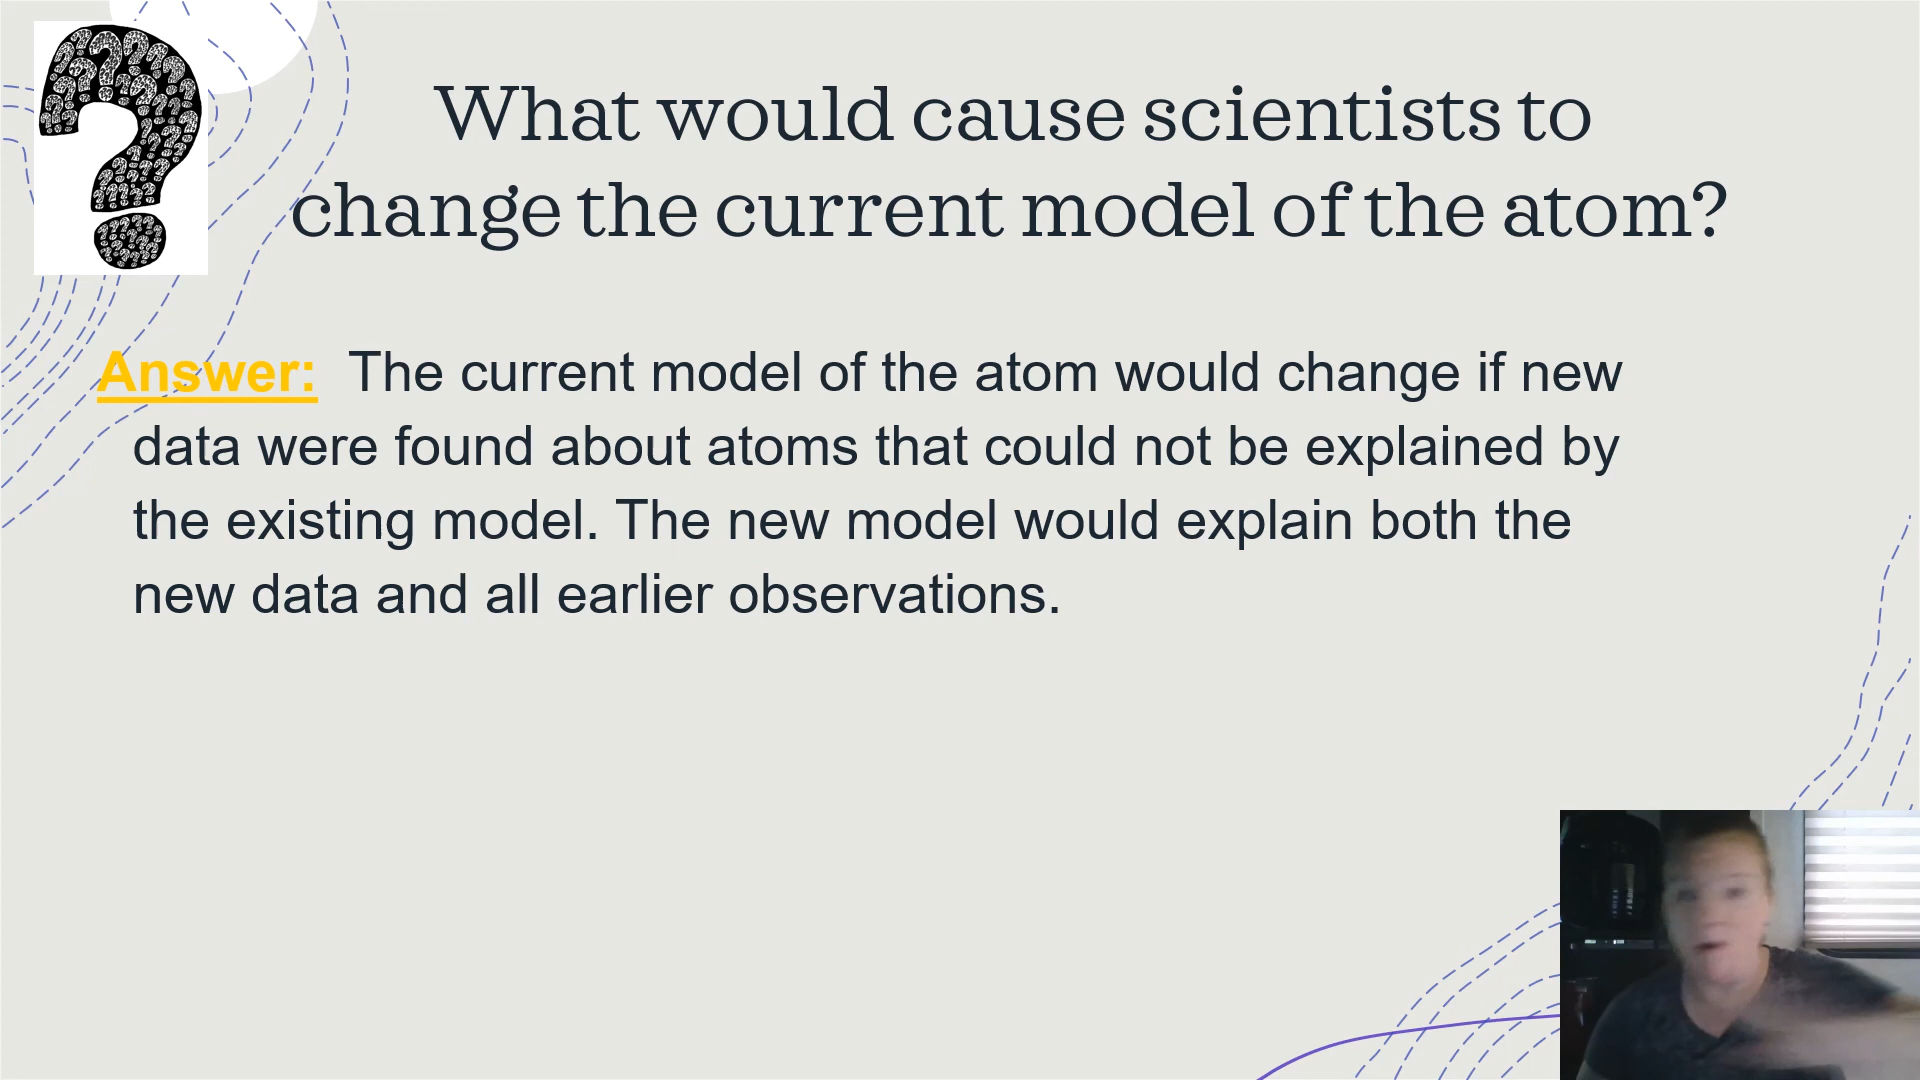 What would cause scientists to
change the current model of the atom?
Answer: The current model of the atom would change if new
data were found about atoms that could not be explained by
the existing model. The new model would explain both the
new data and all earlier observations.